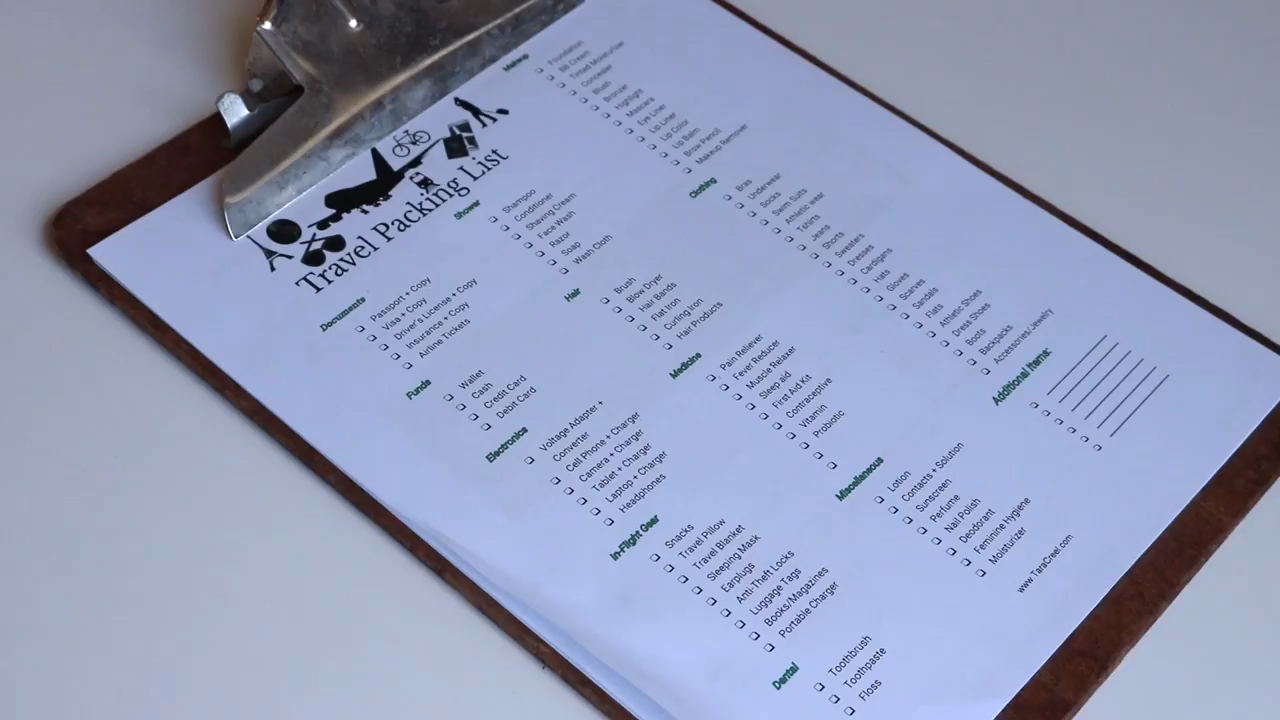 Travel Packing List
Documents
Passport + Copy
Visa + Copy
Driver's License + Copy
Insurance + Copy
Airline Tickets
Funds
Wallet
Cash
Credit Card
Debit Card
Electronics
Voltage Adapter +
Converter
Cell Phone + Charger
Camera + Charger
Tablet + Charger
Laptop + Charger
Headphones
In-Flight Gear
Snacks
Travel Pillow
Travel Blanket
Sleeping Mask
Earplugs
Anti-Theft Locks
Luggage Tags
Books/Magazines
Portable Charger
Dental
Toothbrush
Toothpaste
Floss
Shower
Shampoo
Conditioner
Shaving Cream
Face Wash
Razor
Soap
Wash Cloth
Hair
Brush
Blow Dryer
Hair Bands
Flat Iron
Curling Iron
Hair Products
Medicine
Pain Reliever
Fever Reducer
Muscle Relaxer
Sleep aid
First Aid Kit
Contraceptive
Vitamin
Probiotic
Miscellaneous
Lotion
Contacts + Solution
Sunscreen
Perfume
Nail Polish
Deodorant
Feminine Hygiene
Moisturizer
Makeup
Foundation
BB Cream
Tinted Moisturizer
Concealer
Blush
Bronzer
Highlight
Mascara
Eye Liner
Lip Liner
Lip Color
Lip Balm
Brow Pencil
Makeup Remover
Clothing
Bras
Underwear
Socks
Swim Suits
Athletic wear
Tshirts
Jeans
Shorts
Sweaters
Dresses
Cardigans
Hats
Gloves
Scarves
Sandals
Flats
Athletic Shoes
Dress Shoes
Boots
Backpacks
Accessories/Jewelry
Additional Items:
www.TaraCreel.com